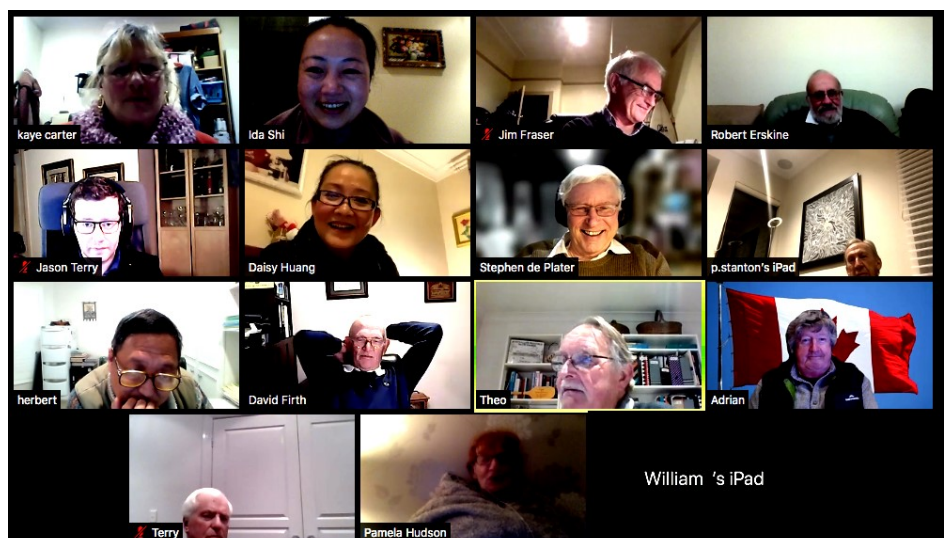 kaye carter
Ida Shi
Jim Fraser
Robert Erskine
Jason Terry
Daisy Huang
Stephen de Plater
p.stanton's iPad
herbert
David Firth
Theo
Adrian
Terry
Pamela Hudson
William 's iPad